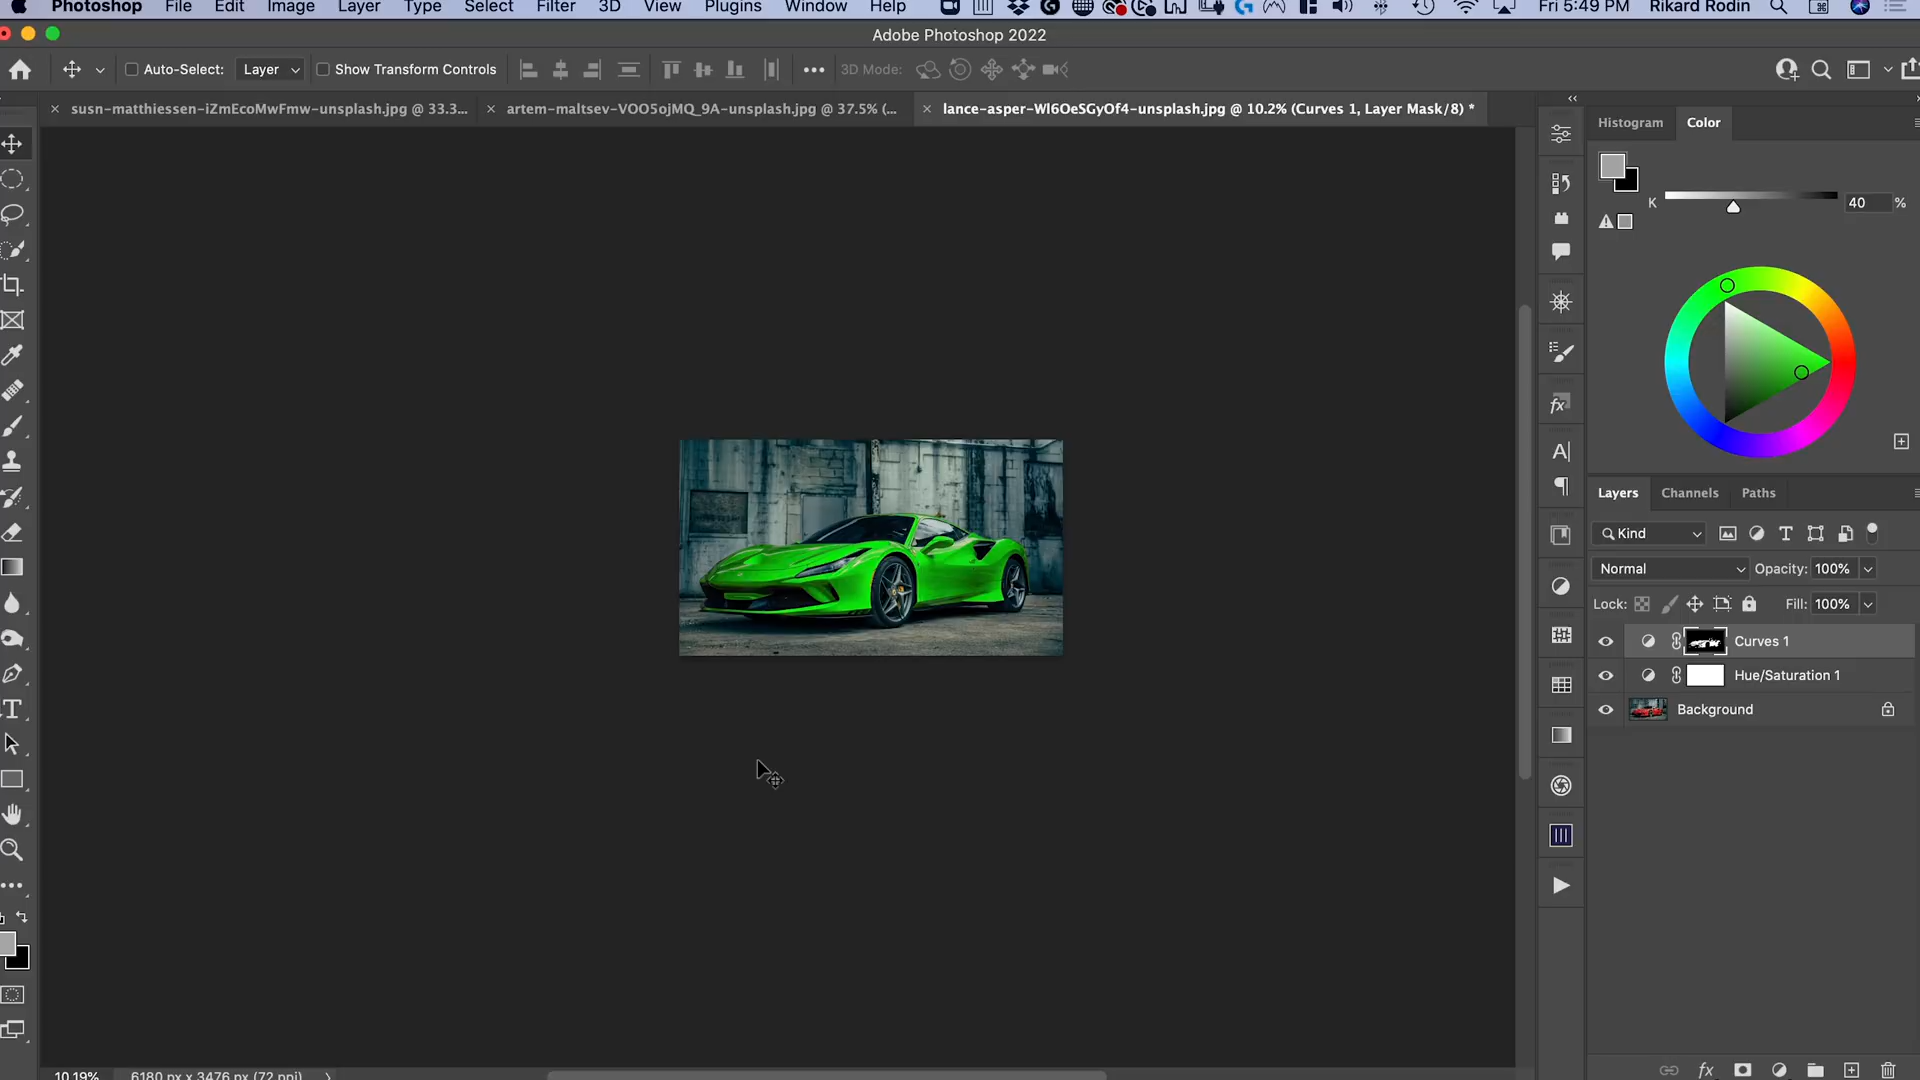 Photoshop File Edit Image Layer Type Select Filter 3D View Plugins Window Help Fri 5:49 PM Rikard Rodin
Adobe Photoshop 2022
Auto-Select: Layer Show Transform Controls 3D Mode:
susn-matthiessen-iZmEcoMwFmw-unsplash.jpg @ 33.3... artem-maltsev-VOO5ojMQ_9A-unsplash.jpg @ 37.5% (... lance-asper-Wl6OeSGyOf4-unsplash.jpg @ 10.2% (Curves 1, Layer Mask/8) *
Histogram Color
K 40 %
Layers Channels Paths
Kind
Normal Opacity: 100%
Lock: Fill: 100%
Curves 1
Hue/Saturation 1
Background
10.19% 6180 px x 3476 px (72 ppi)